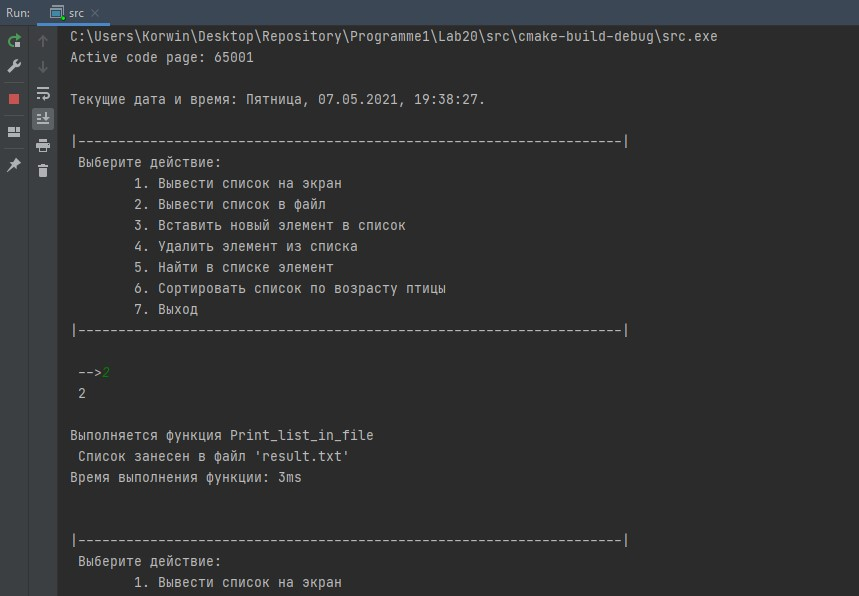 Run: src
C:\Users\Korwin\Desktop\Repository\Programme1\Lab20\src\cmake-build-debug\src.exe
Active code page: 65001
Текущие дата и время: Пятница, 07.05.2021, 19:38:27.
|--------------------------------------------------------------------|
Выберите действие:
1. Вывести список на экран
2. Вывести список в файл
3. Вставить новый элемент в список
4. Удалить элемент из списка
5. Найти в списке элемент
6. Сортировать список по возрасту птицы
7. Выход
|--------------------------------------------------------------------|
-->2
2
Выполняется функция Print_list_in_file
Список занесен в файл 'result.txt'
Время выполнения функции: 3ms
|--------------------------------------------------------------------|
Выберите действие:
1. Вывести список на экран